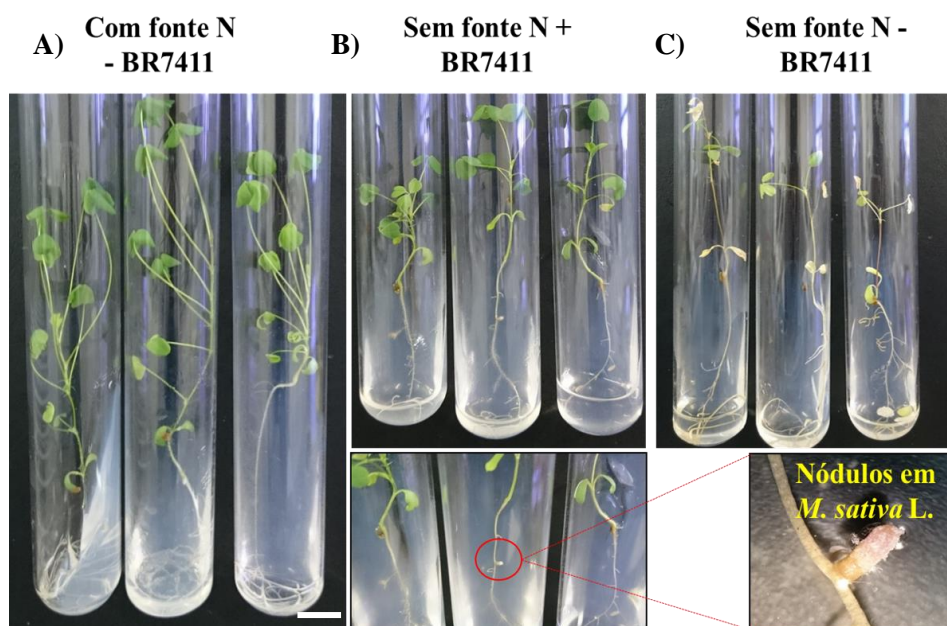 A)
Com fonte N
- BR7411
B)
Sem fonte N +
BR7411
C)
Sem fonte N -
BR7411
Nódulos em
M. sativa L.